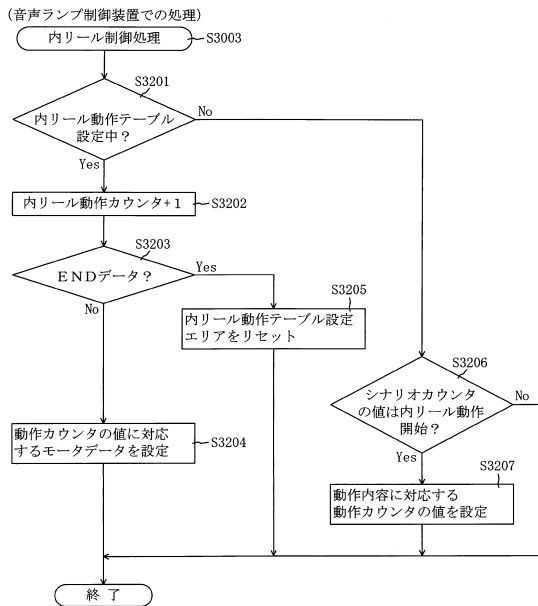 (音声ランプ制御装置での処理)
内リール制御処理
S3003
S3201
内リール動作テーブル
設定中?
No
Yes
内リール動作カウンタ+1
S3202
S3203
ENDデータ?
Yes
No
S3205
内リール動作テーブル設定
エリアをリセット
S3206
シナリオカウンタ
の値は内リール動作
開始?
No
Yes
動作カウンタの値に対応
するモータデータを設定
S3204
S3207
動作内容に対応する
動作カウンタの値を設定
終了